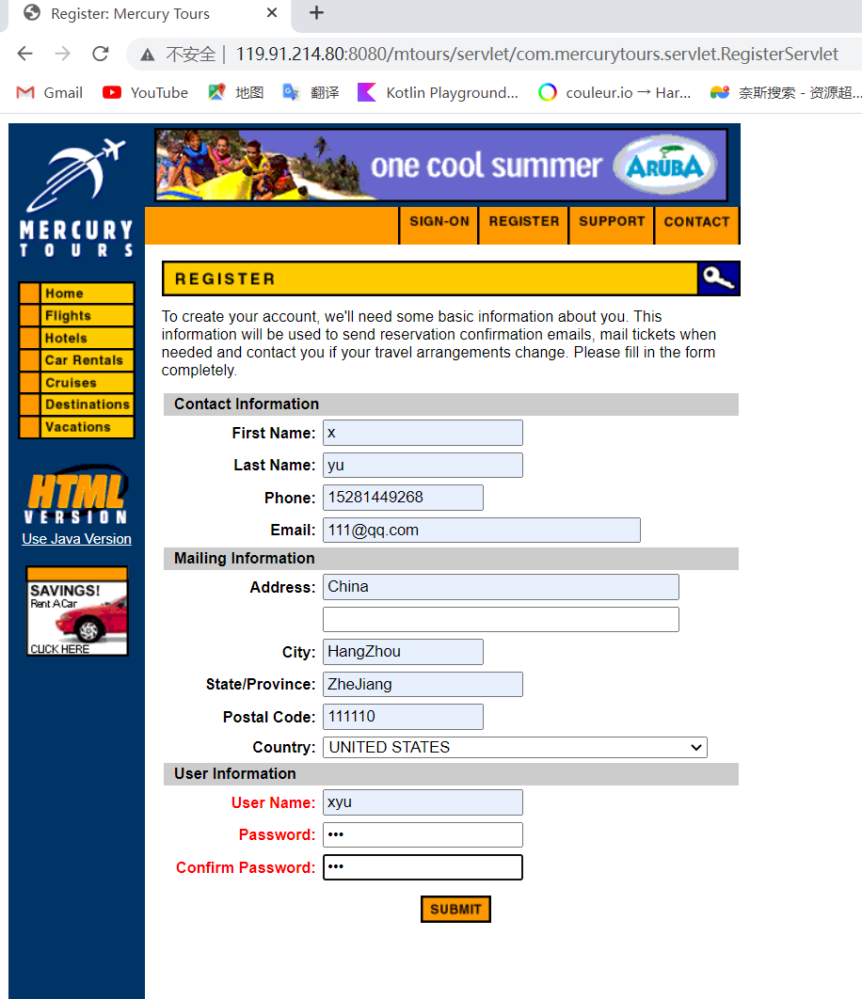 Register: Mercury Tours
不安全 119.91.214.80:8080/mtours/servlet/com.mercurytours.servlet.RegisterServlet
Gmail YouTube 地图 翻译 Kotlin Playground... couleur.io → Har... 奈斯搜索 - 资源超...
one cool summer ARUBA
MERCURY
TOURS
SIGN-ON REGISTER SUPPORT CONTACT
REGISTER
Home
Flights
Hotels
Car Rentals
Cruises
Destinations
Vacations
HTML
VERSION
Use Java Version
SAVINGS!
Rent A Car
CLICK HERE
To create your account, we'll need some basic information about you. This
information will be used to send reservation confirmation emails, mail tickets when
needed and contact you if your travel arrangements change. Please fill in the form
completely.
Contact Information
First Name: x
Last Name: yu
Phone: 15281449268
Email: 111@qq.com
Mailing Information
Address: China
City: HangZhou
State/Province: ZheJiang
Postal Code: 111110
Country: UNITED STATES
User Information
User Name: xyu
Password: •••
Confirm Password: •••
SUBMIT